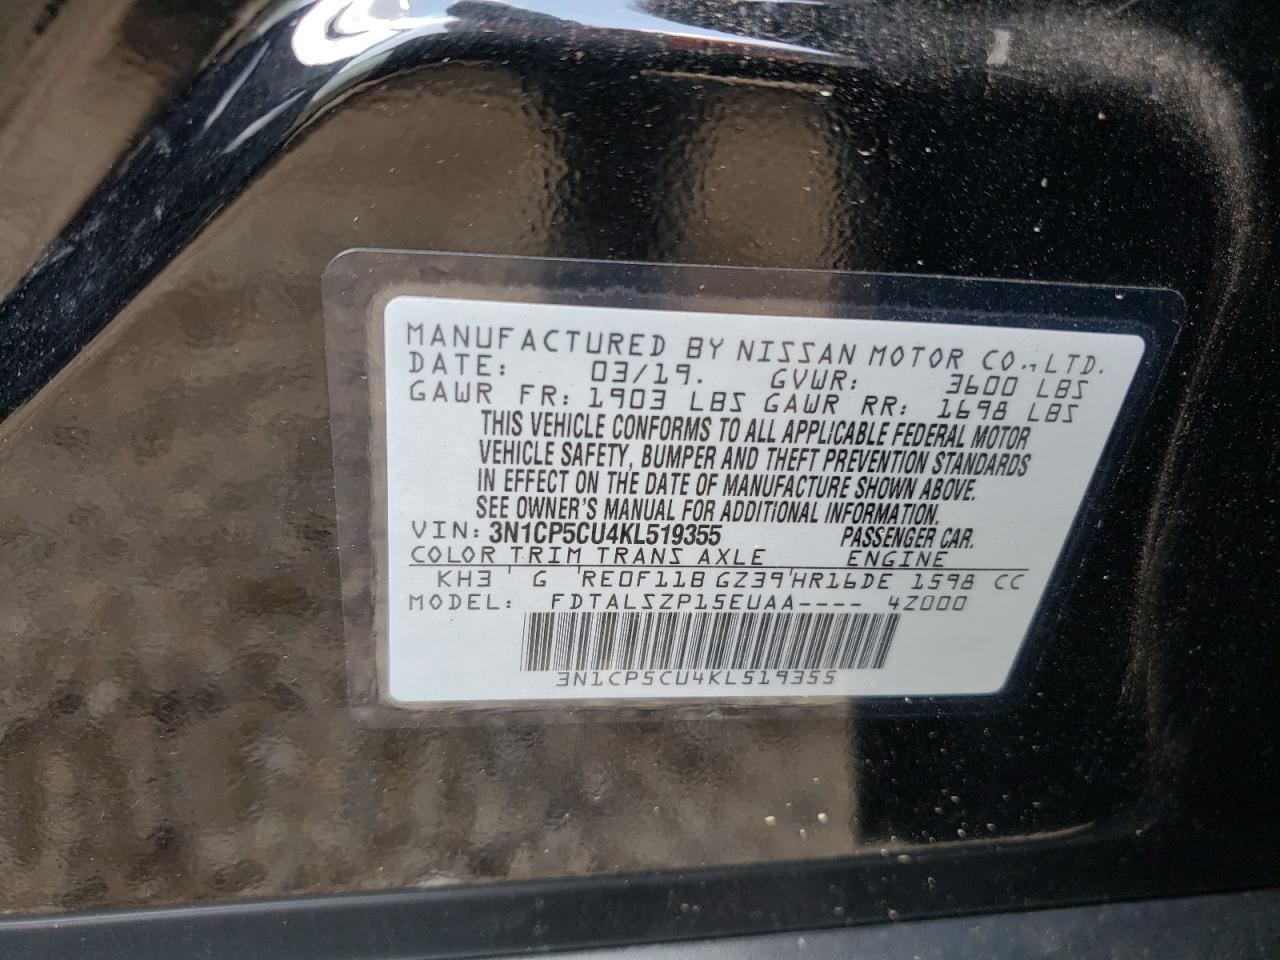 MANUFACTURED BY NISSAN MOTOR CO., LTD.
DATE: 03/19. GVWR: 3600 LBS
GAWR FR: 1903 LBS GAWR RR: 1698 LBS
THIS VEHICLE CONFORMS TO ALL APPLICABLE FEDERAL MOTOR
VEHICLE SAFETY, BUMPER AND THEFT PREVENTION STANDARDS
IN EFFECT ON THE DATE OF MANUFACTURE SHOWN ABOVE.
SEE OWNER'S MANUAL FOR ADDITIONAL INFORMATION.
VIN: 3N1CP5CU4KL519355 PASSENGER CAR.
COLOR TRIM TRANS AXLE ENGINE
KH3 G RE0F11B GZ39 HR16DE 1598 CC
MODEL: FDTALSZP15EUAA---- 4Z000
3N1CP5CU4KL519355